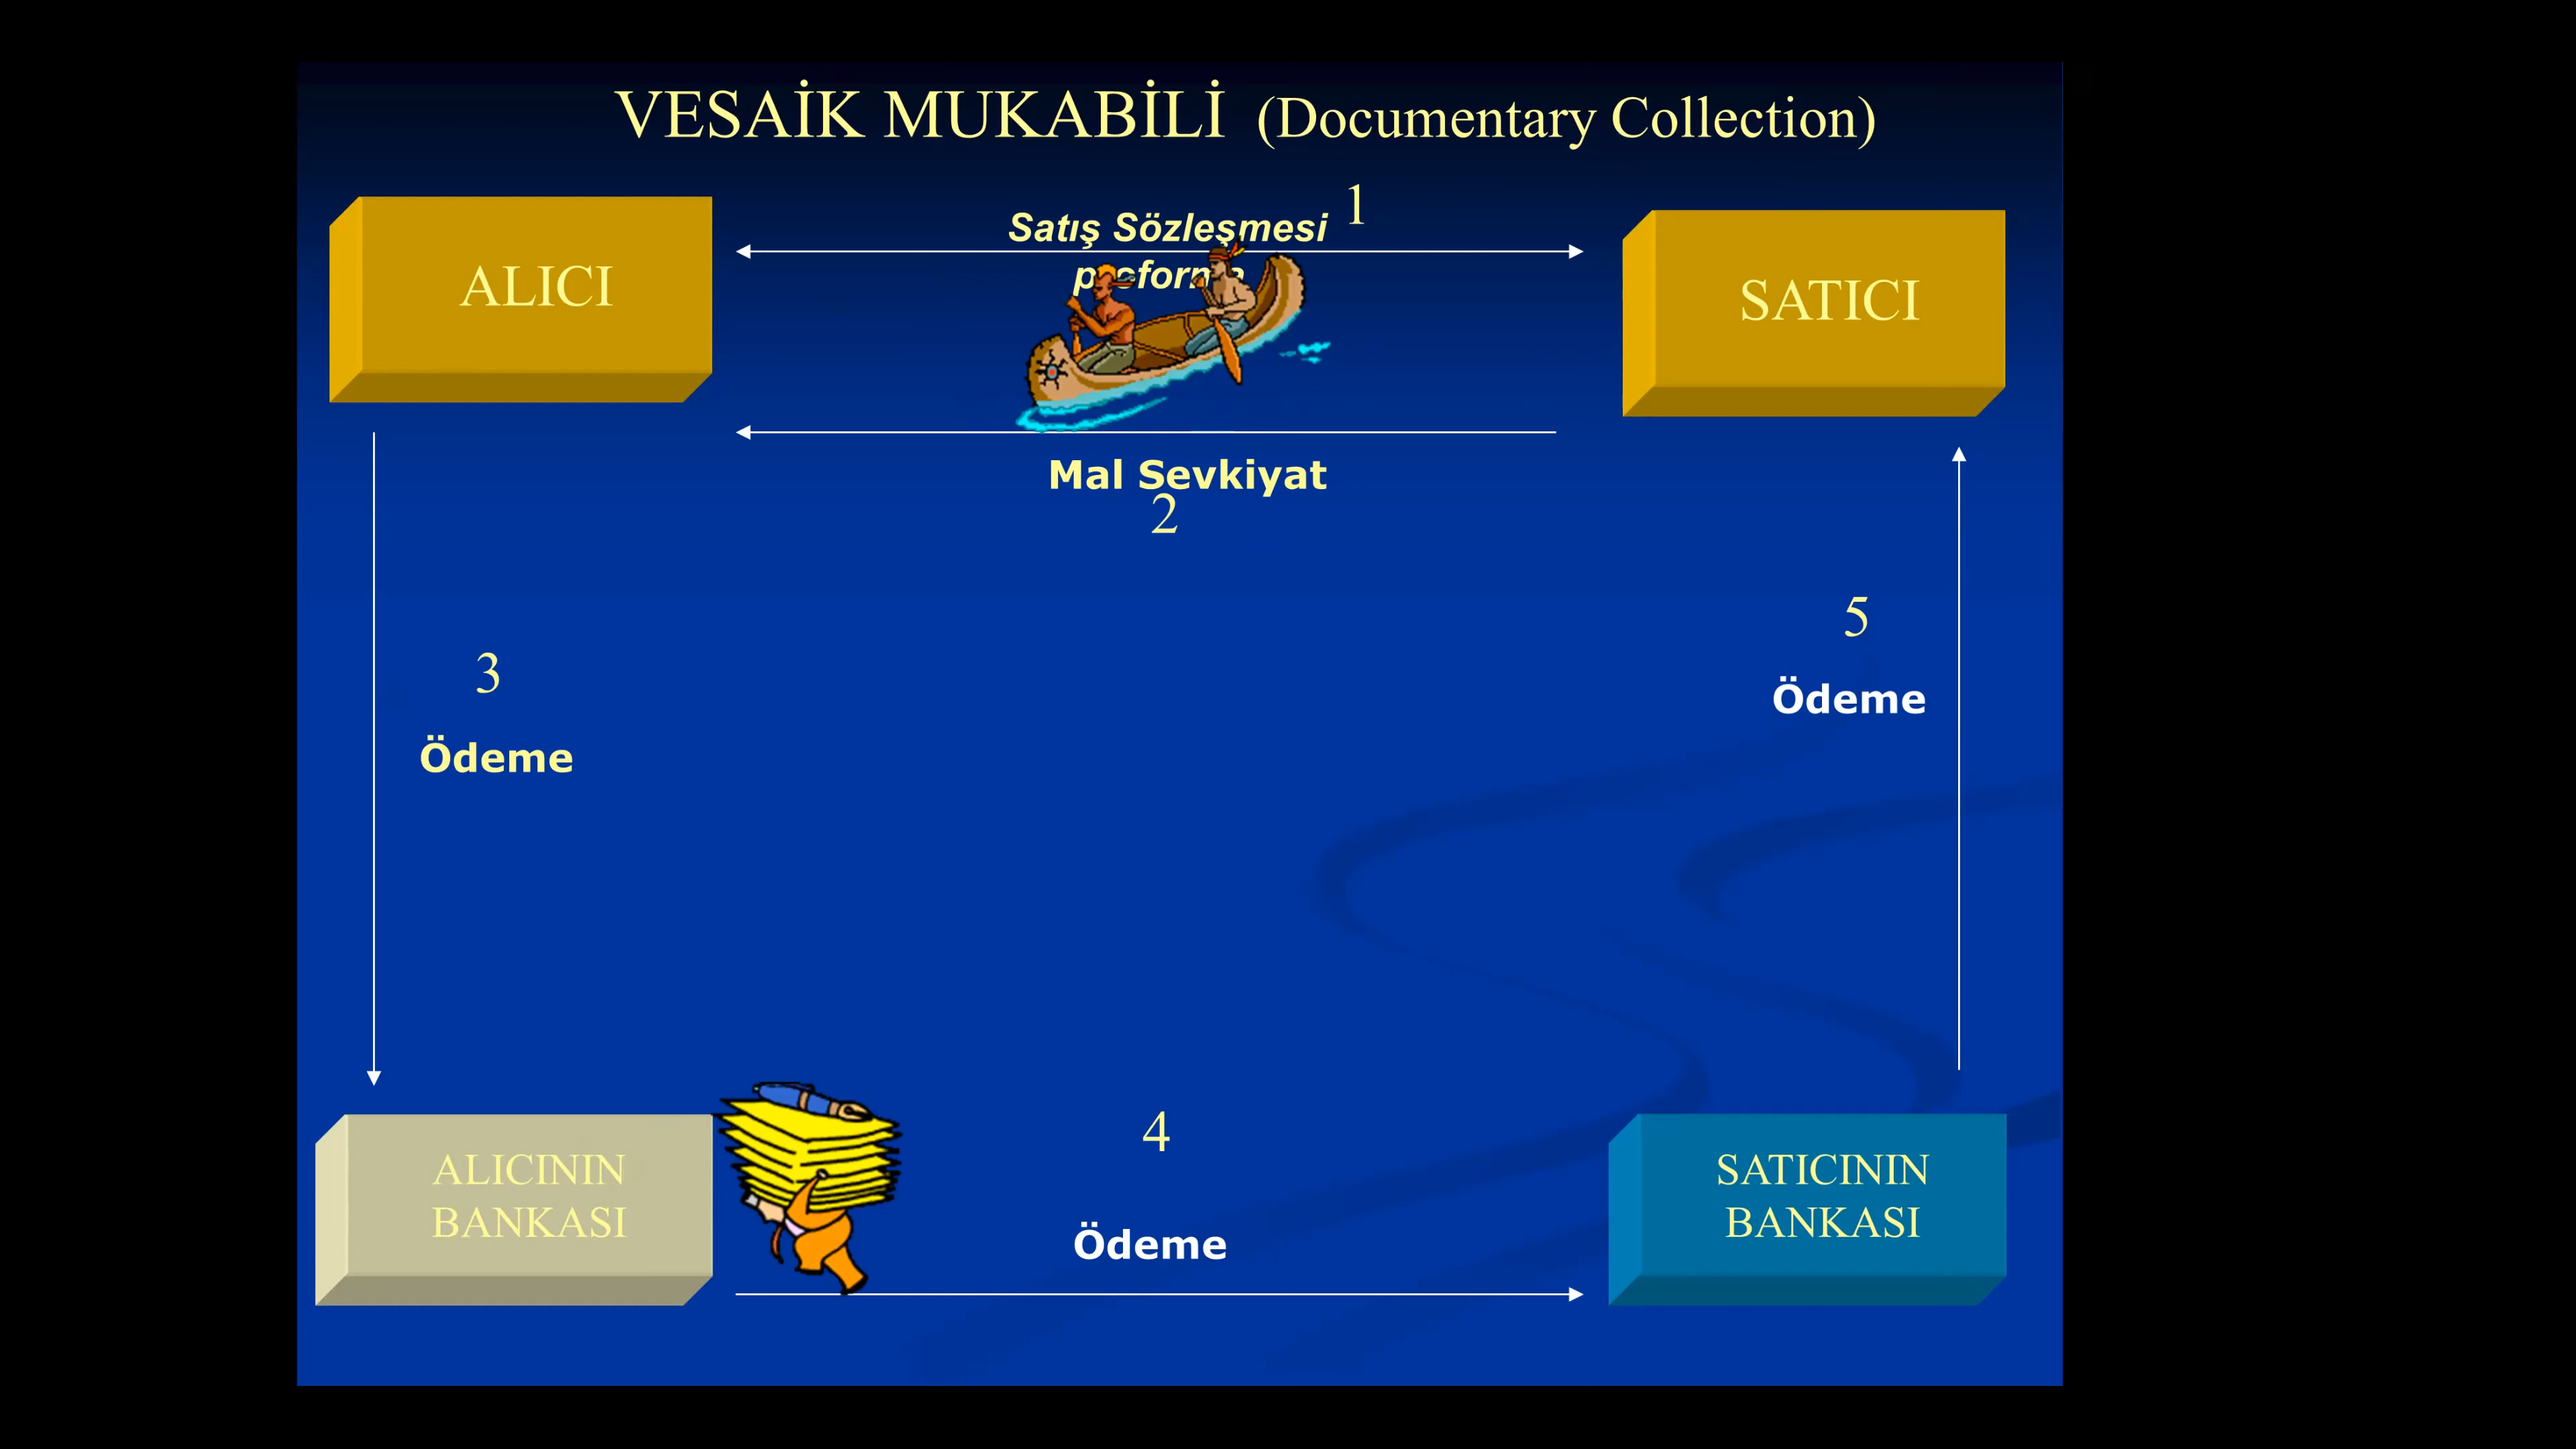 VESAİK MUKABİLİ (Documentary Collection)
1
Satış Sözleşmesi
ALICI
SATICI
Mal Sevkiyat
2
5
Ödeme
3
Ödeme
4
ALICININ
BANKASI
Ödeme
SATICININ
BANKASI